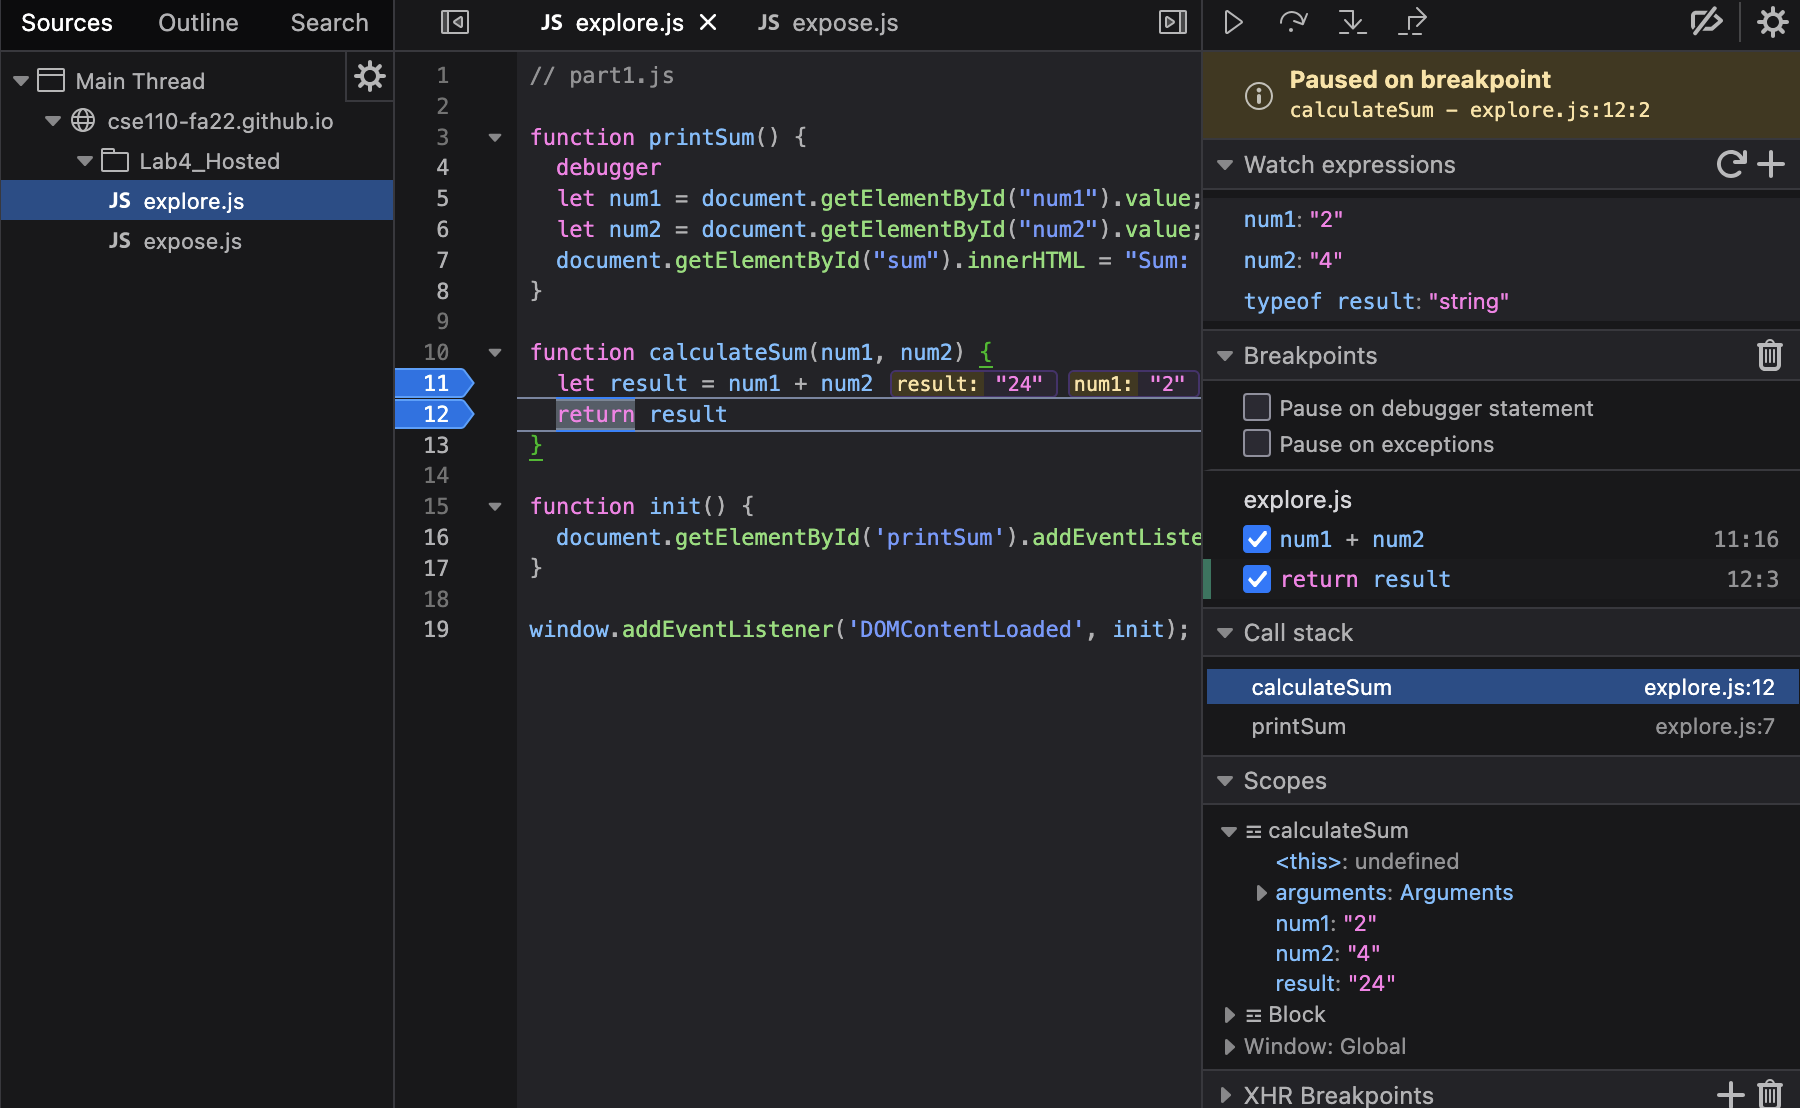 Sources Outline Search
Main Thread
cse110-fa22.github.io
Lab4_Hosted
JS explore.js
JS expose.js
JS explore.js JS expose.js
1 // part1.js
2
3 function printSum() {
4 debugger
5 let num1 = document.getElementById("num1").value;
6 let num2 = document.getElementById("num2").value;
7 document.getElementById("sum").innerHTML = "Sum:
8 }
9
10 function calculateSum(num1, num2) {
11 let result = num1 + num2 result: "24" num1: "2"
12 return result
13 }
14
15 function init() {
16 document.getElementById('printSum').addEventListe
17 }
18
19 window.addEventListener('DOMContentLoaded', init);
Paused on breakpoint
calculateSum – explore.js:12:2
Watch expressions
num1: "2"
num2: "4"
typeof result: "string"
Breakpoints
Pause on debugger statement
Pause on exceptions
explore.js
num1 + num2 11:16
return result 12:3
Call stack
calculateSum explore.js:12
printSum explore.js:7
Scopes
calculateSum
<this>: undefined
arguments: Arguments
num1: "2"
num2: "4"
result: "24"
Block
Window: Global
XHR Breakpoints